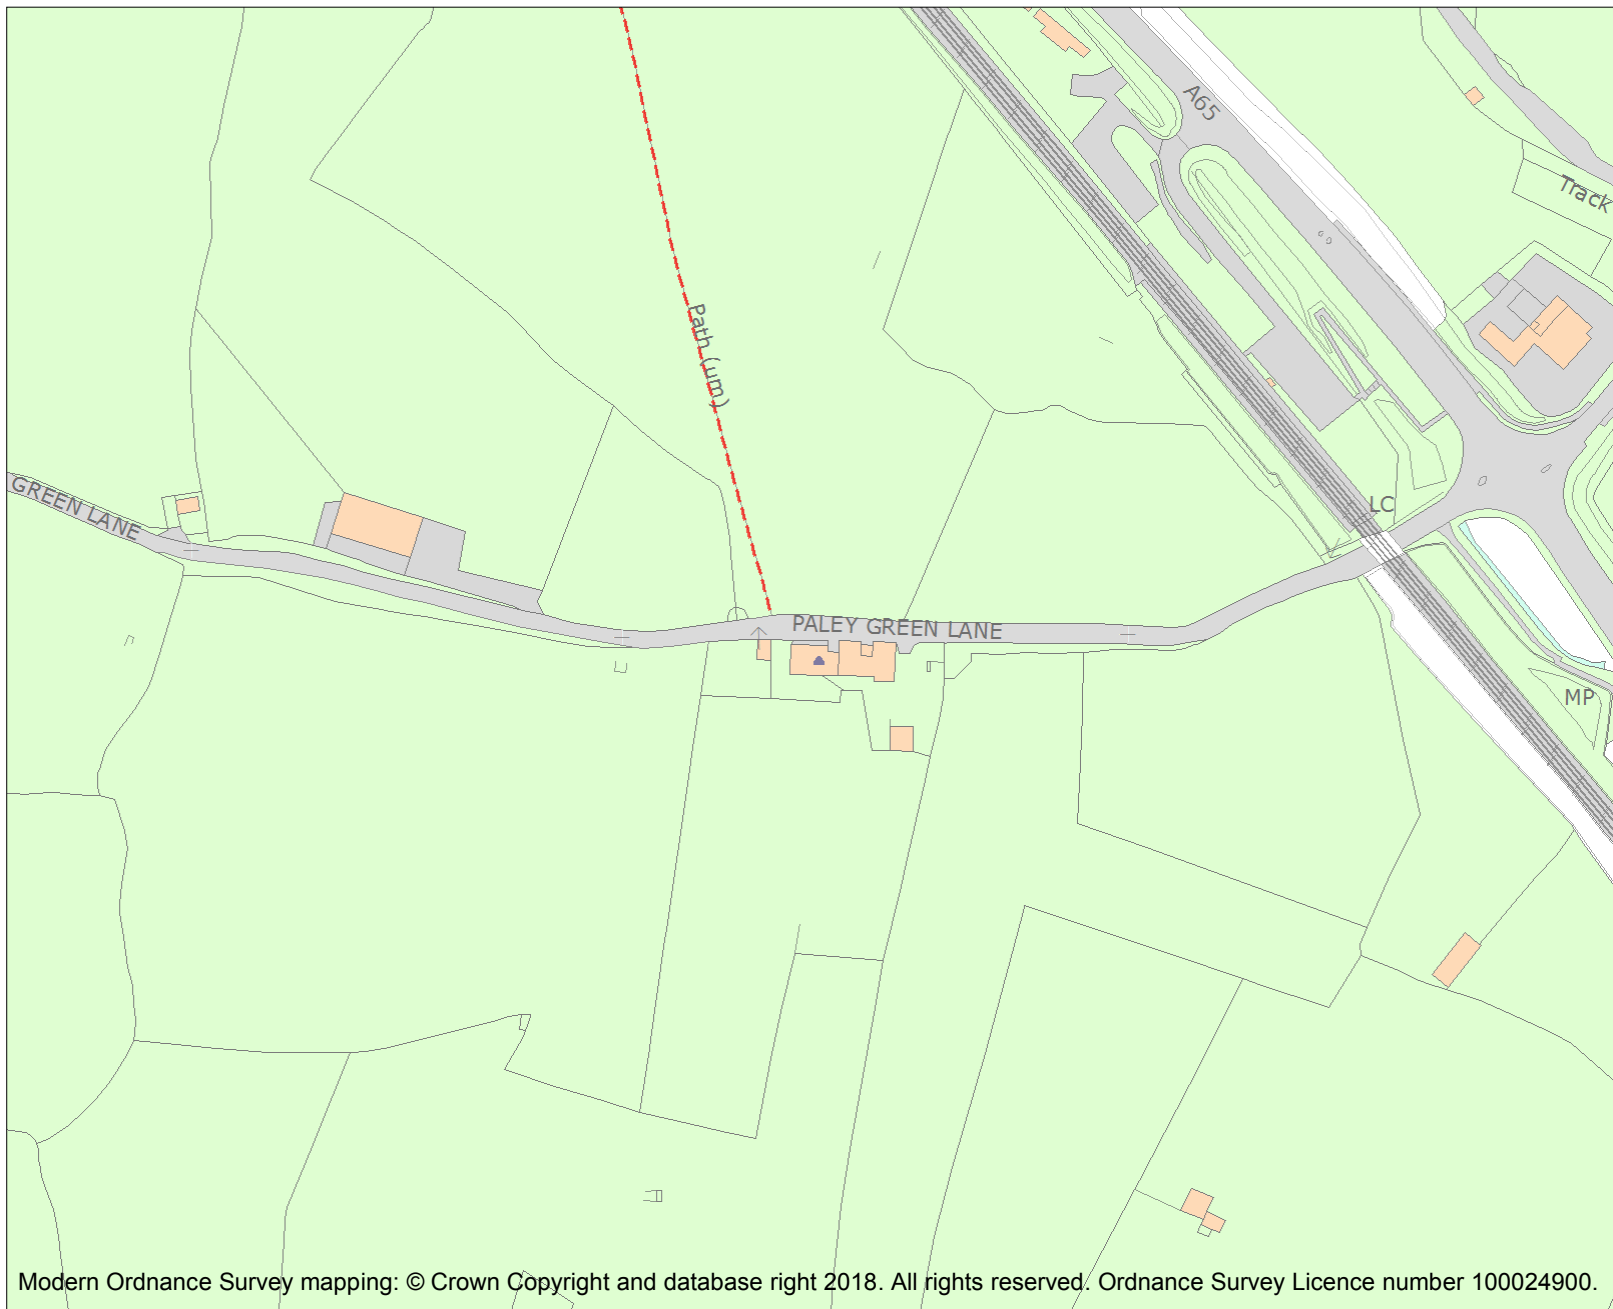 A65
Track
Path (um)
GREEN LANE
LC
PALEY GREEN LANE
MP
Modern Ordnance Survey mapping: © Crown Copyright and database right 2018. All rights reserved. Ordnance Survey Licence number 100024900.